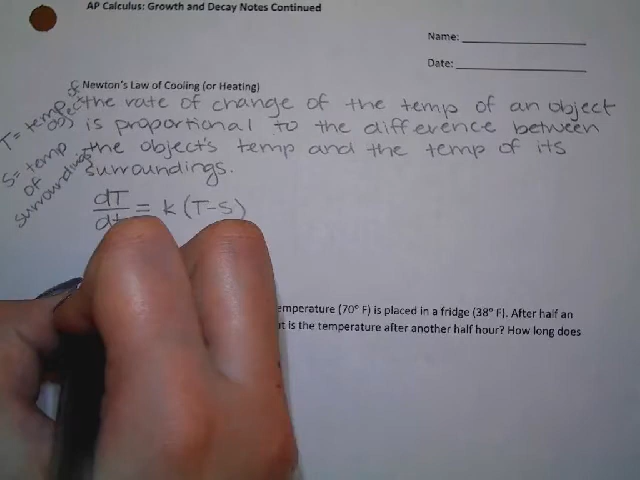 AP Calculus: Growth and Decay Notes Continued
Name:
Date:
Newton's Law of Cooling (or Heating)
the rate of change of the temp of an object
is proportional to the difference between
the object's temp and the temp of its
surroundings.
T = temp of
object
S = temp
of
surroundings
dT
dt = k (T-S)
emperature (70° F) is placed in a fridge (38° F). After half an
is the temperature after another half hour? How long does